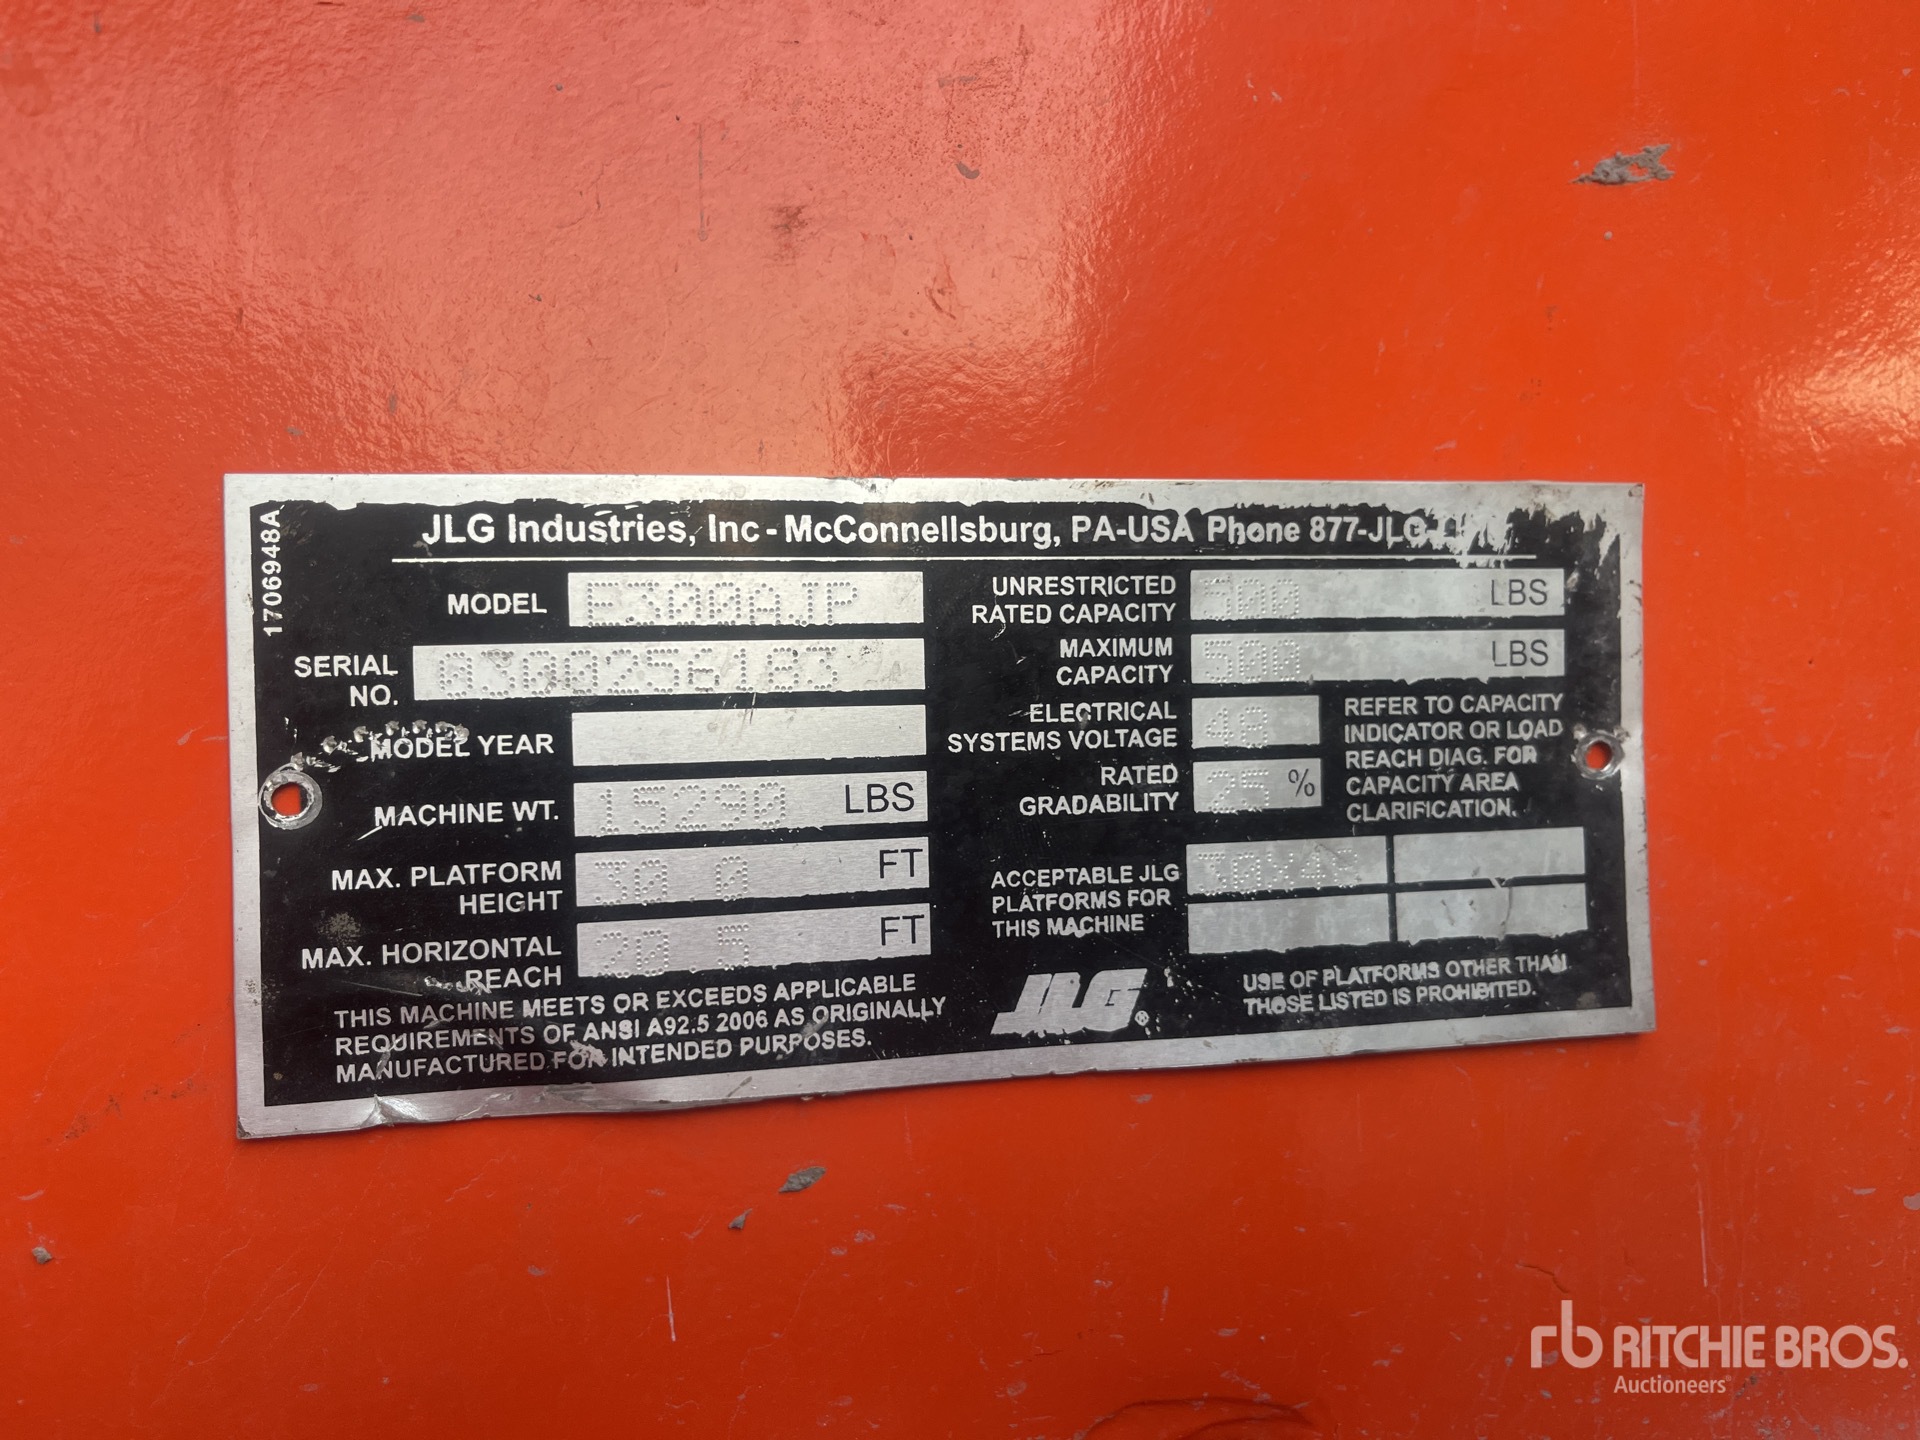 1706948A
JLG Industries, Inc - McConnellsburg, PA-USA Phone 877-JLG-
MODEL E300AJP
SERIAL
NO. 0300256183
MODEL YEAR
MACHINE WT. 15290 LBS
MAX. PLATFORM
HEIGHT 30.0 FT
MAX. HORIZONTAL
REACH 20.5 FT
THIS MACHINE MEETS OR EXCEEDS APPLICABLE
REQUIREMENTS OF ANSI A92.5 2006 AS ORIGINALLY
MANUFACTURED FOR INTENDED PURPOSES.
UNRESTRICTED
RATED CAPACITY 500 LBS
MAXIMUM
CAPACITY 500 LBS
ELECTRICAL
SYSTEMS VOLTAGE 48
RATED
GRADABILITY 25 %
REFER TO CAPACITY
INDICATOR OR LOAD
REACH DIAG. FOR
CAPACITY AREA
CLARIFICATION.
ACCEPTABLE JLG
PLATFORMS FOR
THIS MACHINE
30X48
JLG®
USE OF PLATFORMS OTHER THAN
THOSE LISTED IS PROHIBITED.
rb RITCHIE BROS.
Auctioneers